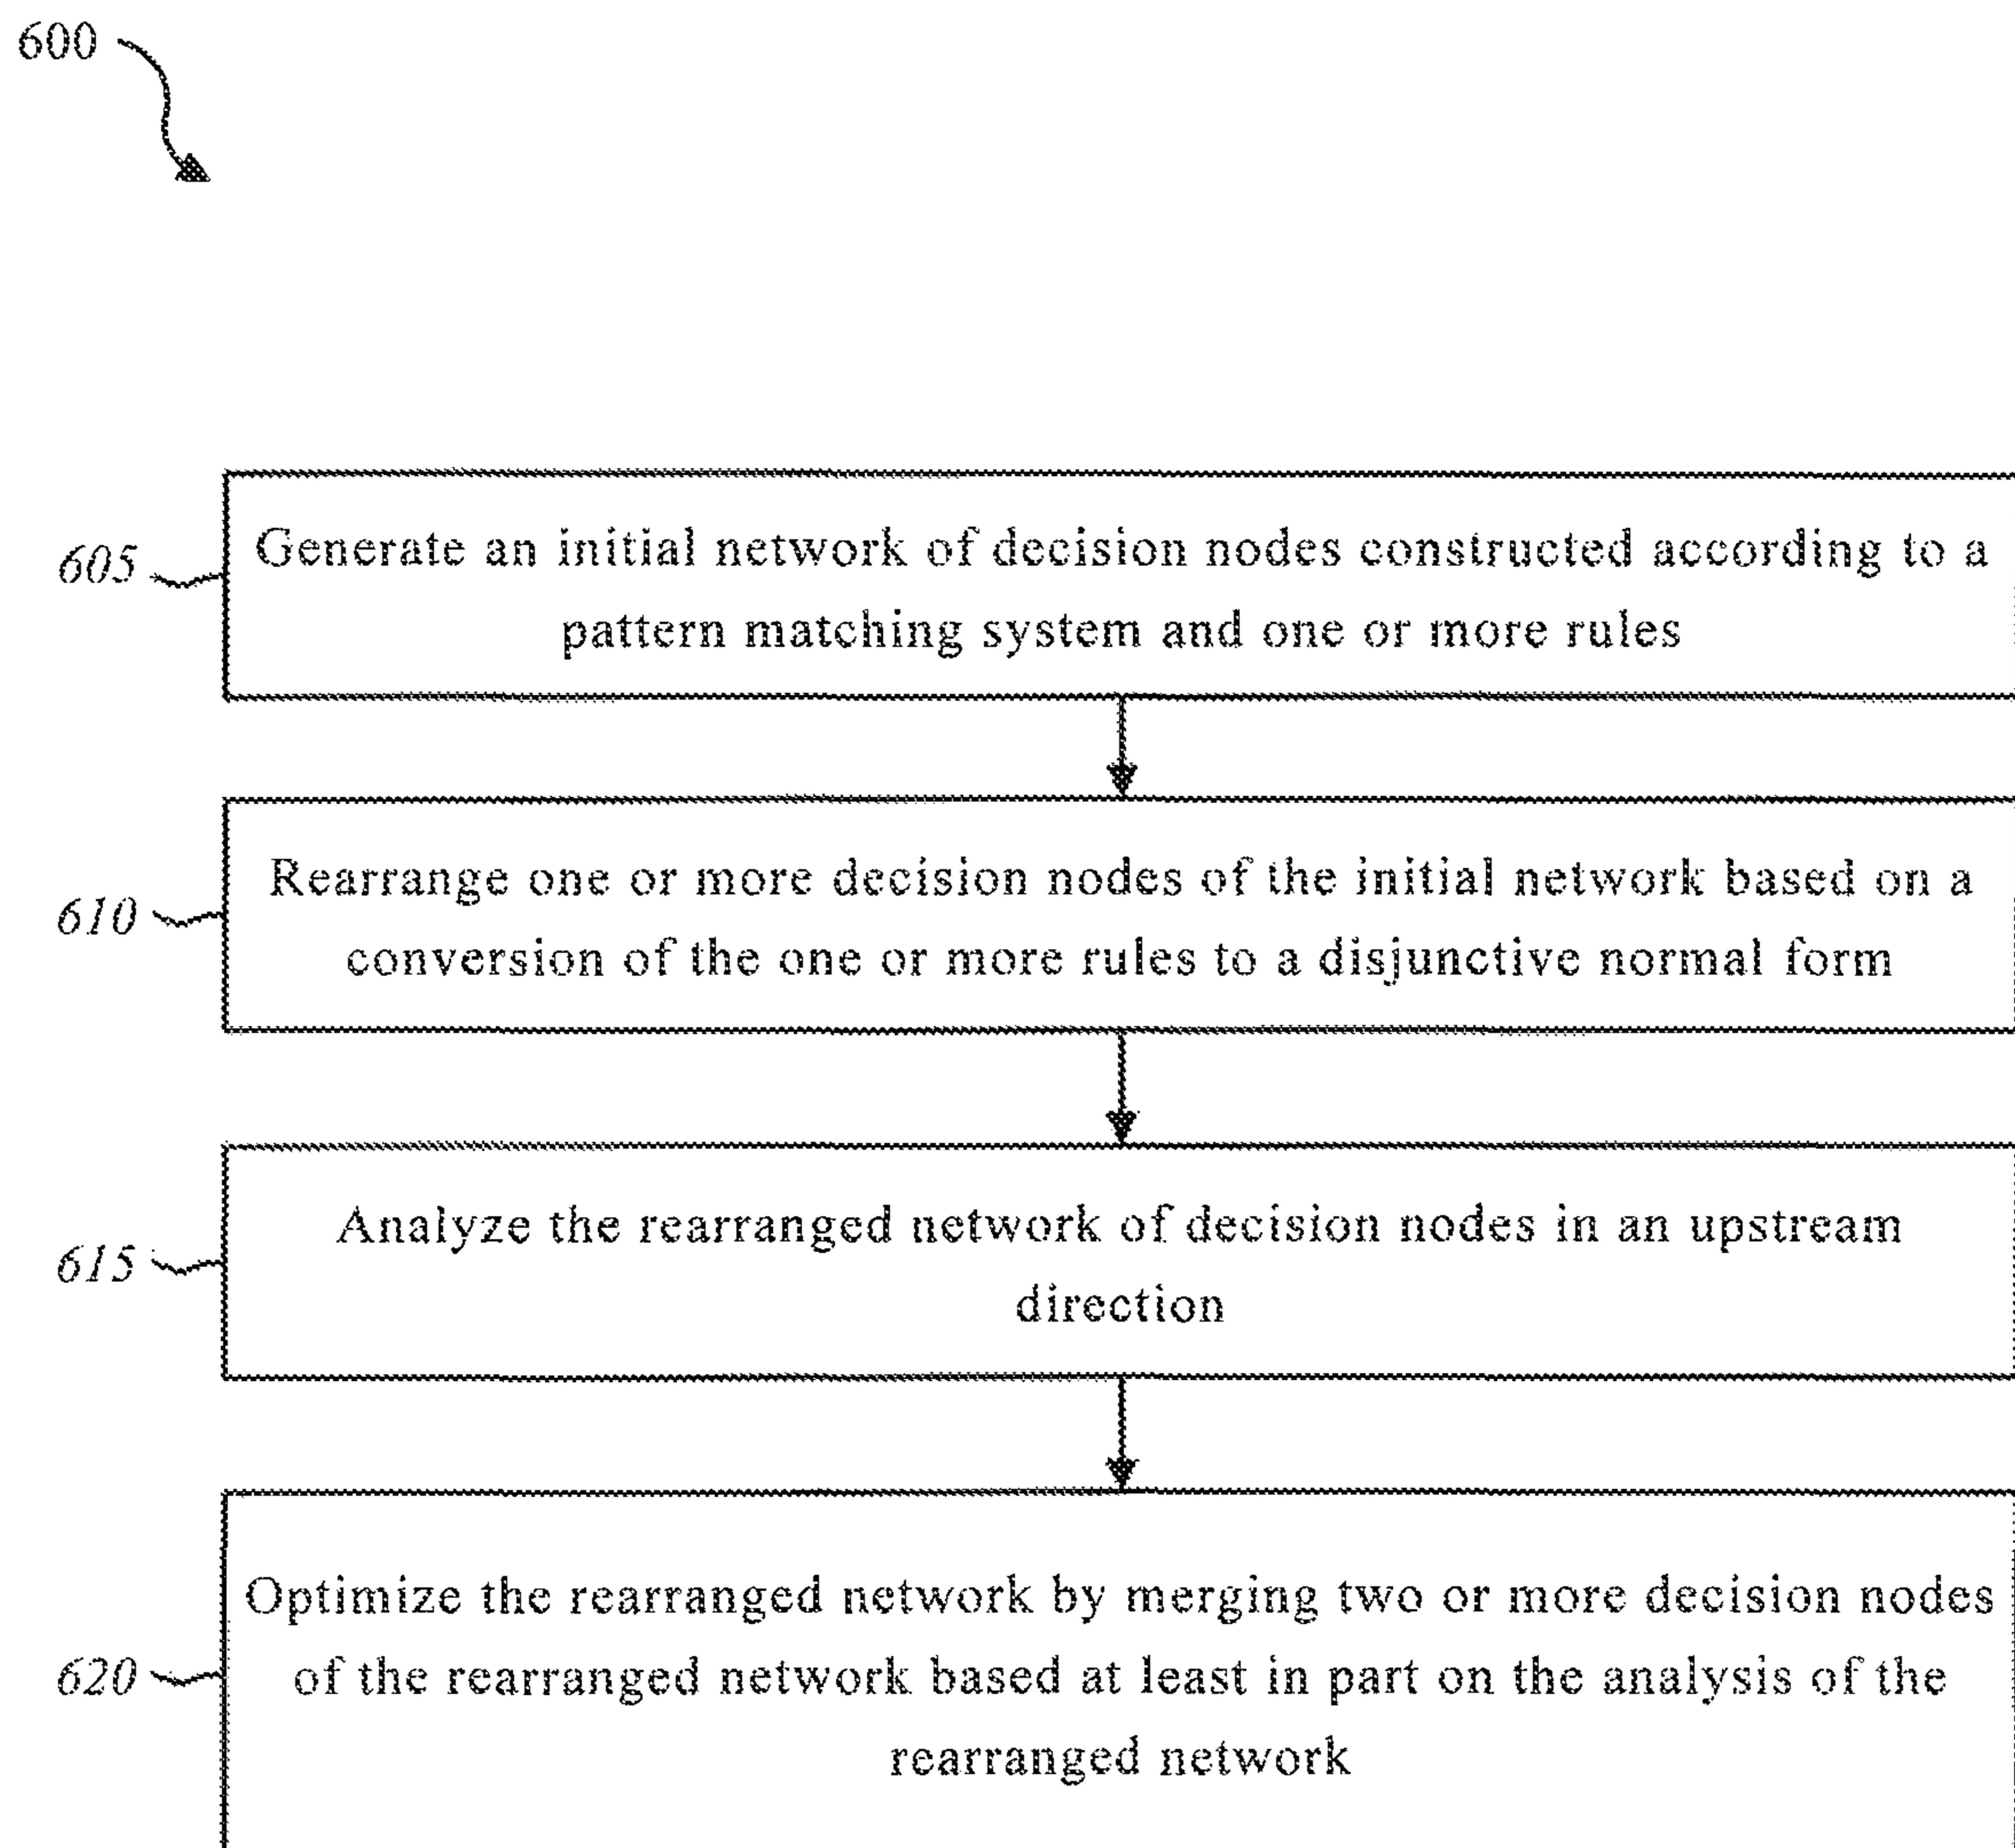 600
605
Generate an initial network of decision nodes constructed according to a
pattern matching system and one or more rules
610
Rearrange one or more decision nodes of the initial network based on a
conversion of the one or more rules to a disjunctive normal form
615
Analyze the rearranged network of decision nodes in an upstream
direction
620
Optimize the rearranged network by merging two or more decision nodes
of the rearranged network based at least in part on the analysis of the
rearranged network